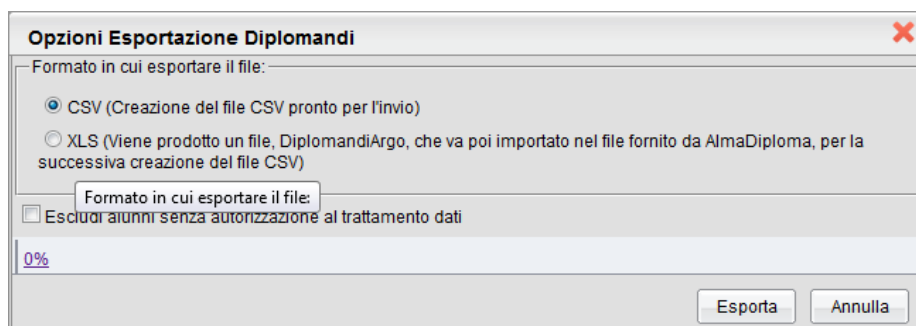 Opzioni Esportazione Diplomandi
Formato in cui esportare il file:
CSV (Creazione del file CSV pronto per l'invio)
XLS (Viene prodotto un file, DiplomandiArgo, che va poi importato nel file fornito da AlmaDiploma, per la
successiva creazione del file CSV)
Formato in cui esportare il file:
Escludi alunni senza autorizzazione al trattamento dati
0%
Esporta
Annulla